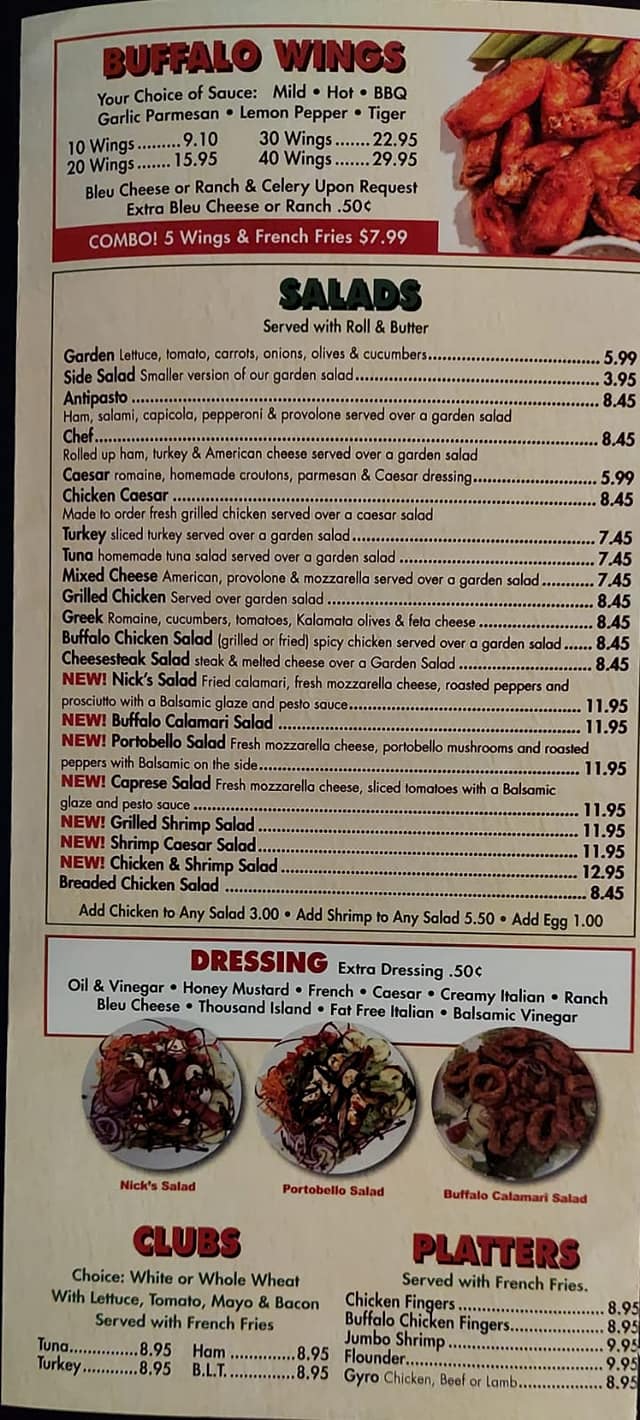 BUFFALO WINGS
Your Choice of Sauce: Mild • Hot • BBQ
Garlic Parmesan • Lemon Pepper • Tiger
10 Wings.........9.10 30 Wings.......22.95
20 Wings.......15.95 40 Wings.......29.95
Bleu Cheese or Ranch & Celery Upon Request
Extra Bleu Cheese or Ranch .50¢
COMBO! 5 Wings & French Fries $7.99
SALADS
Served with Roll & Butter
Garden Lettuce, tomato, carrots, onions, olives & cucumbers..........5.99
Side Salad Smaller version of our garden salad..........3.95
Antipasto..........8.45
Ham, salami, capicola, pepperoni & provolone served over a garden salad
Chef..........8.45
Rolled up ham, turkey & American cheese served over a garden salad
Caesar romaine, homemade croutons, parmesan & Caesar dressing..........5.99
Chicken Caesar..........8.45
Made to order fresh grilled chicken served over a caesar salad
Turkey sliced turkey served over a garden salad..........7.45
Tuna homemade tuna salad served over a garden salad..........7.45
Mixed Cheese American, provolone & mozzarella served over a garden salad..........7.45
Grilled Chicken Served over garden salad..........8.45
Greek Romaine, cucumbers, tomatoes, Kalamata olives & feta cheese..........8.45
Buffalo Chicken Salad (grilled or fried) spicy chicken served over a garden salad......8.45
Cheesesteak Salad steak & melted cheese over a Garden Salad..........8.45
NEW! Nick's Salad Fried calamari, fresh mozzarella cheese, roasted peppers and
prosciutto with a Balsamic glaze and pesto sauce..........11.95
NEW! Buffalo Calamari Salad..........11.95
NEW! Portobello Salad Fresh mozzarella cheese, portobello mushrooms and roasted
peppers with Balsamic on the side..........11.95
NEW! Caprese Salad Fresh mozzarella cheese, sliced tomatoes with a Balsamic
glaze and pesto sauce..........11.95
NEW! Grilled Shrimp Salad..........11.95
NEW! Shrimp Caesar Salad..........11.95
NEW! Chicken & Shrimp Salad..........12.95
Breaded Chicken Salad..........8.45
Add Chicken to Any Salad 3.00 • Add Shrimp to Any Salad 5.50 • Add Egg 1.00
DRESSING Extra Dressing .50¢
Oil & Vinegar • Honey Mustard • French • Caesar • Creamy Italian • Ranch
Bleu Cheese • Thousand Island • Fat Free Italian • Balsamic Vinegar
Nick's Salad
Portobello Salad
Buffalo Calamari Salad
CLUBS
Choice: White or Whole Wheat
With Lettuce, Tomato, Mayo & Bacon
Served with French Fries
Tuna..............8.95 Ham.............8.95
Turkey...........8.95 B.L.T..............8.95
PLATTERS
Served with French Fries.
Chicken Fingers..........8.95
Buffalo Chicken Fingers..........8.95
Jumbo Shrimp..........9.95
Flounder..........9.95
Gyro Chicken, Beef or Lamb..........8.95